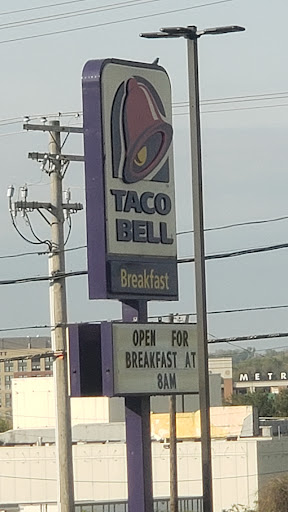 TACO
BELL
Breakfast
OPEN FOR
BREAKFAST AT
8AM
METR